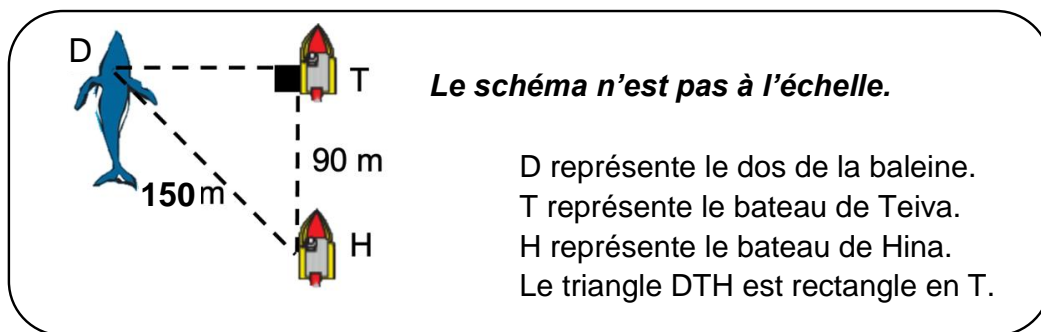 D
T
Le schéma n'est pas à l'échelle.
90 m
D représente le dos de la baleine.
150 m
T représente le bateau de Teiva.
H
H représente le bateau de Hina.
Le triangle DTH est rectangle en T.